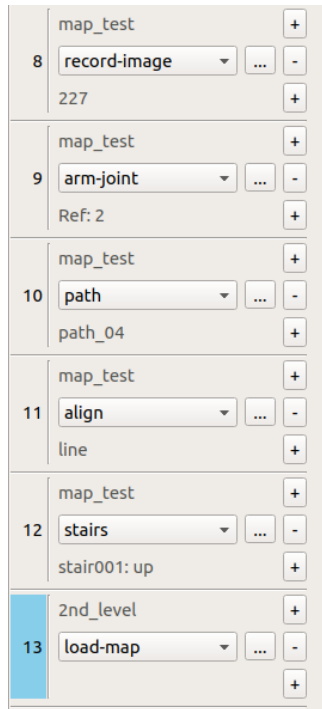 map_test +
8 record-image ... -
227 +
map_test +
9 arm-joint ... -
Ref: 2 +
map_test +
10 path ... -
path_04 +
map_test +
11 align ... -
line +
map_test +
12 stairs ... -
stair001: up +
2nd_level +
13 load-map ... -
+